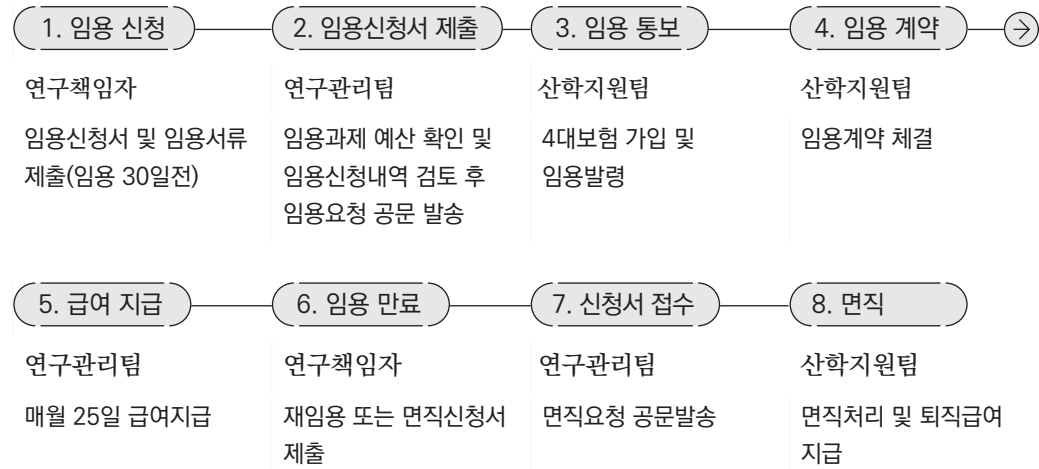 1. 임용 신청
2. 임용신청서 제출
3. 임용 통보
4. 임용 계약
연구책임자
연구관리팀
산학지원팀
산학지원팀
임용신청서 및 임용서류
제출(임용 30일전)
임용과제 예산 확인 및
임용신청내역 검토 후
임용요청 공문 발송
4대보험 가입 및
임용발령
임용계약 체결
5. 급여 지급
6. 임용 만료
7. 신청서 접수
8. 면직
연구관리팀
연구책임자
연구관리팀
산학지원팀
매월 25일 급여지급
재임용 또는 면직신청서
제출
면직요청 공문발송
면직처리 및 퇴직급여
지급